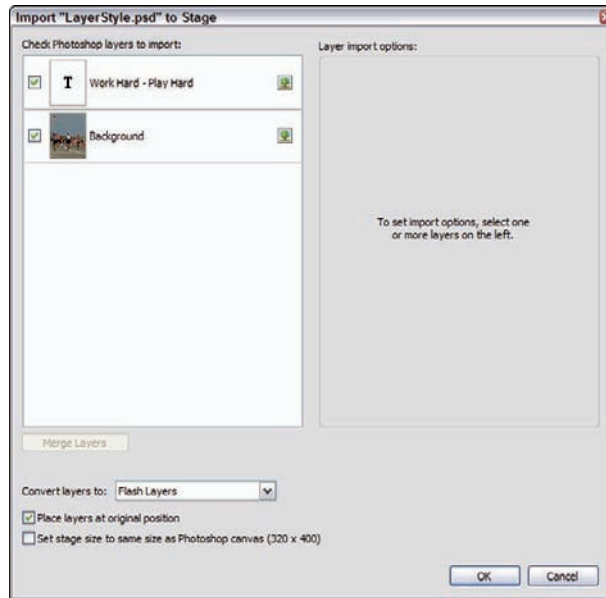 Import "LayerStyle.psd" to Stage
Check Photoshop layers to import:
Layer import options:
T
Work Hard - Play Hard
Background
To set import options, select one
or more layers on the left.
Merge Layers
Convert layers to: Flash Layers
Place layers at original position
Set stage size to same size as Photoshop canvas (320 x 400)
OK
Cancel